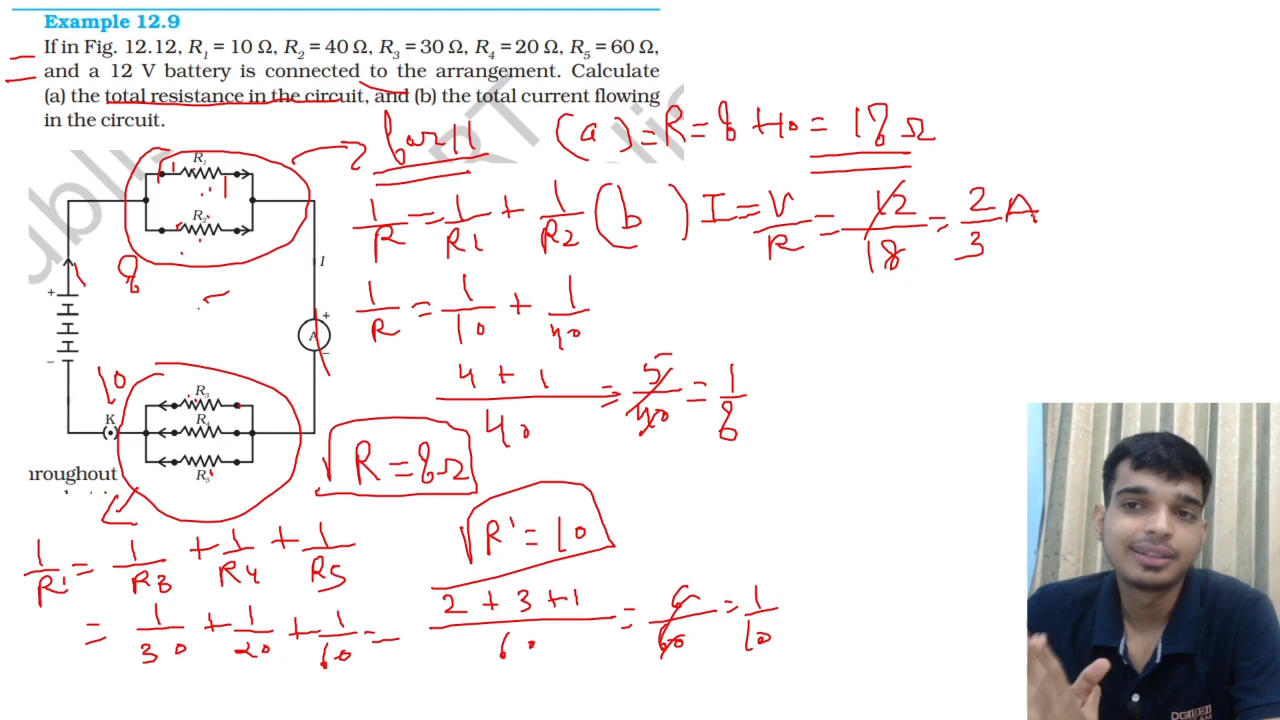 Example 12.9
If in Fig. 12.12, R₁ = 10 Ω, R₂ = 40 Ω, R₃ = 30 Ω, R₄ = 20 Ω, R₅ = 60 Ω,
and a 12 V battery is connected to the arrangement. Calculate
(a) the total resistance in the circuit, and (b) the total current flowing
in the circuit.
(a) = R = 8 + 10 = 18 Ω
1/R = 1/R1 + 1/R2
(b) I = V/R = 12/18 = 2/3 A
R₁
R₂
8
I
+
−
+
A
−
1/R = 1/10 + 1/40
4 + 1/40 = 5/40 = 1/8
10
K
R₃
R₄
R₅
R = 8Ω
hroughout
1/R' = 1/R3 + 1/R4 + 1/R5
R' = 10
= 1/30 + 1/20 + 1/60 = 2 + 3 + 1/60 = 6/60 = 1/10